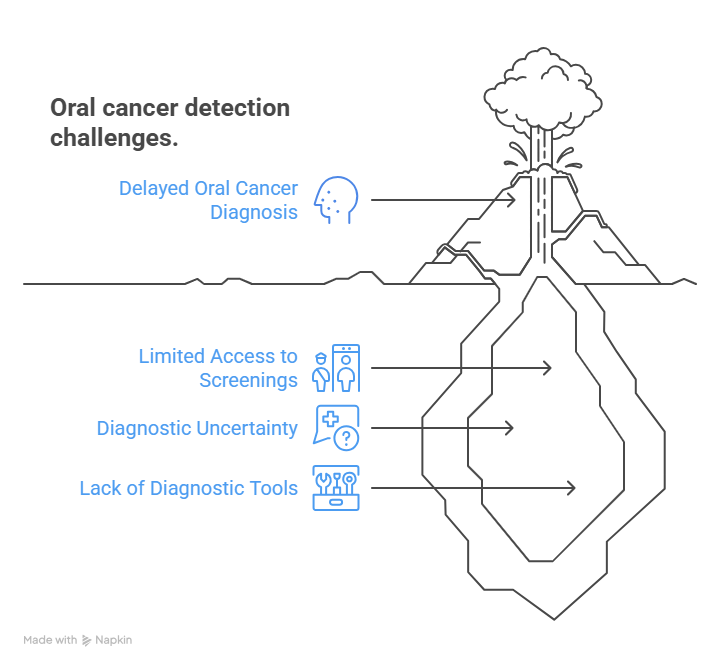 Oral cancer detection
challenges.
Delayed Oral Cancer
Diagnosis
Limited Access to
Screenings
Diagnostic Uncertainty
?
Lack of Diagnostic Tools
Made with Napkin